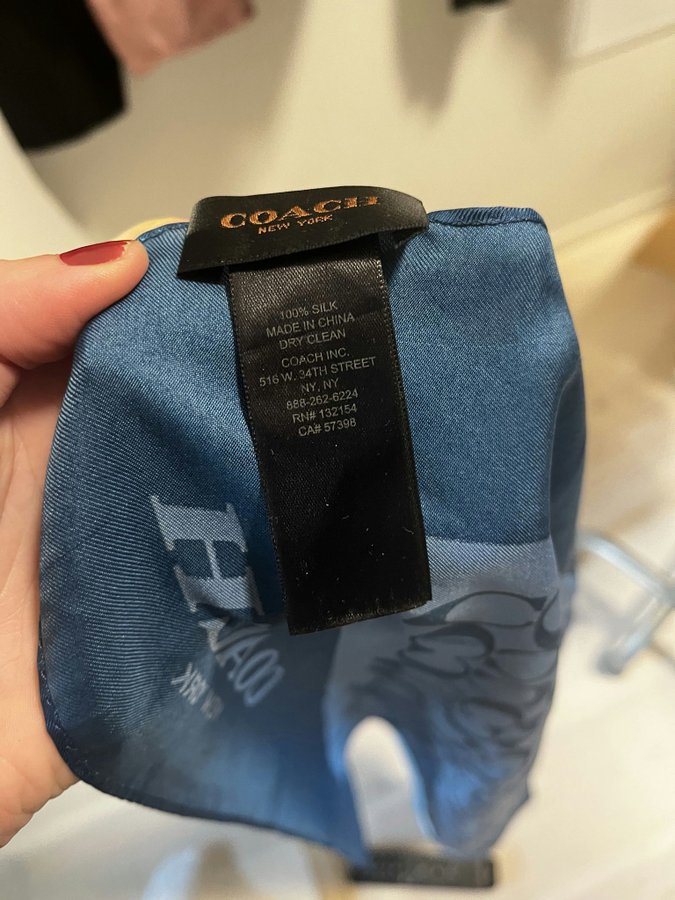 COACH
NEW YORK
100% SILK
MADE IN CHINA
DRY CLEAN
COACH INC.
516 W. 34TH STREET
NY, NY
888-262-6224
RN# 132154
CA# 57398
H
COA